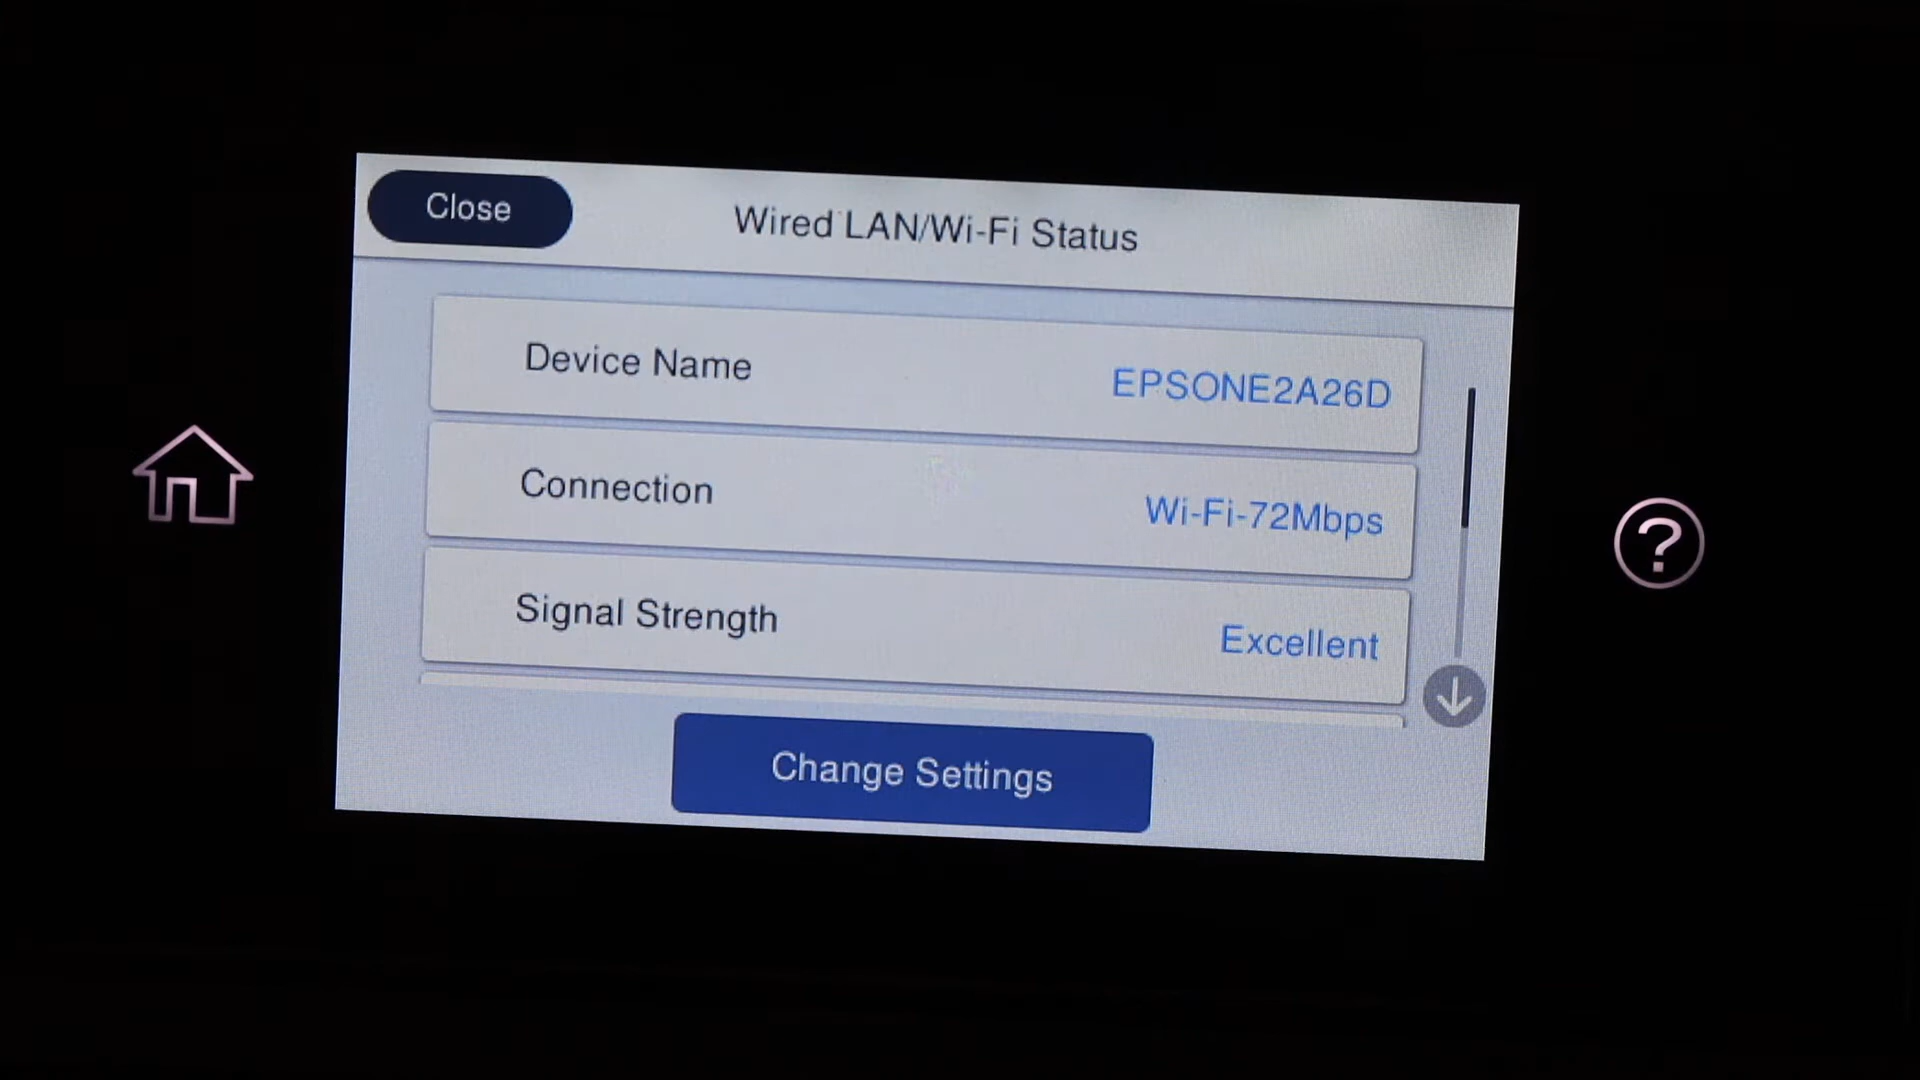 Close
Wired LAN/Wi-Fi Status
Device Name
EPSONE2A26D
Connection
Wi-Fi-72Mbps
Signal Strength
Excellent
Change Settings
?